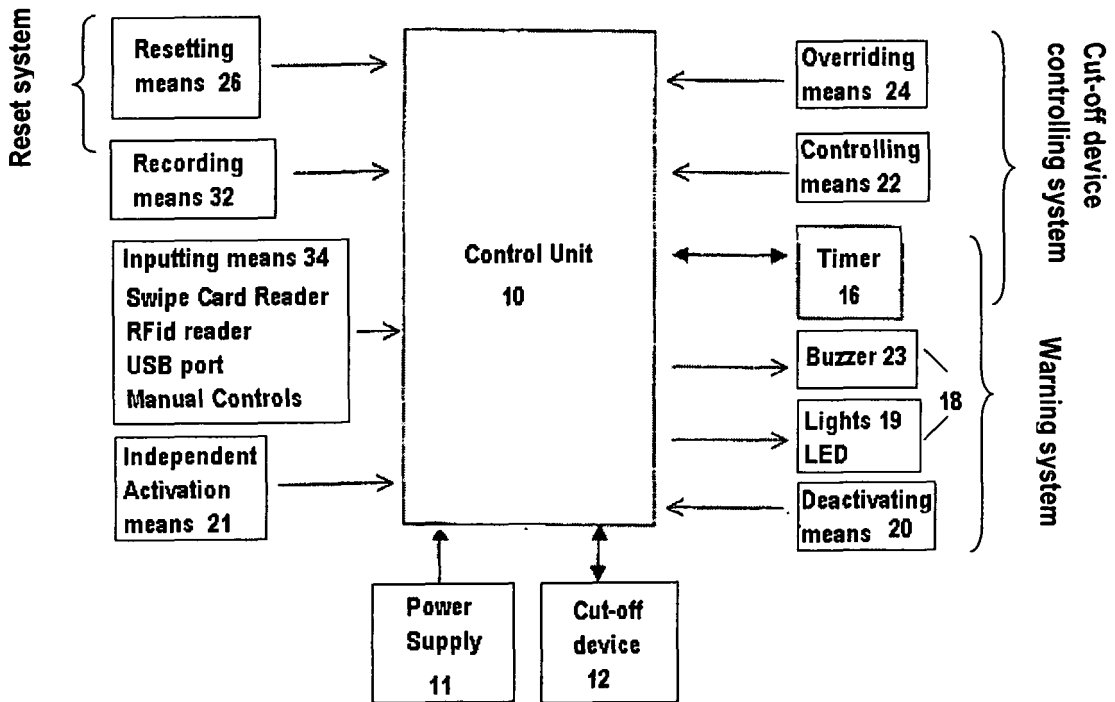 Reset system
Resetting
means 26
Recording
means 32
Inputting means 34
Swipe Card Reader
RFid reader
USB port
Manual Controls
Independent
Activation
means 21
Control Unit
10
Power
Supply
11
Cut-off
device
12
Overriding
means 24
Controlling
means 22
Timer
16
Buzzer 23
Lights 19
LED
18
Deactivating
means 20
Cut-off device
controlling system
Warning system